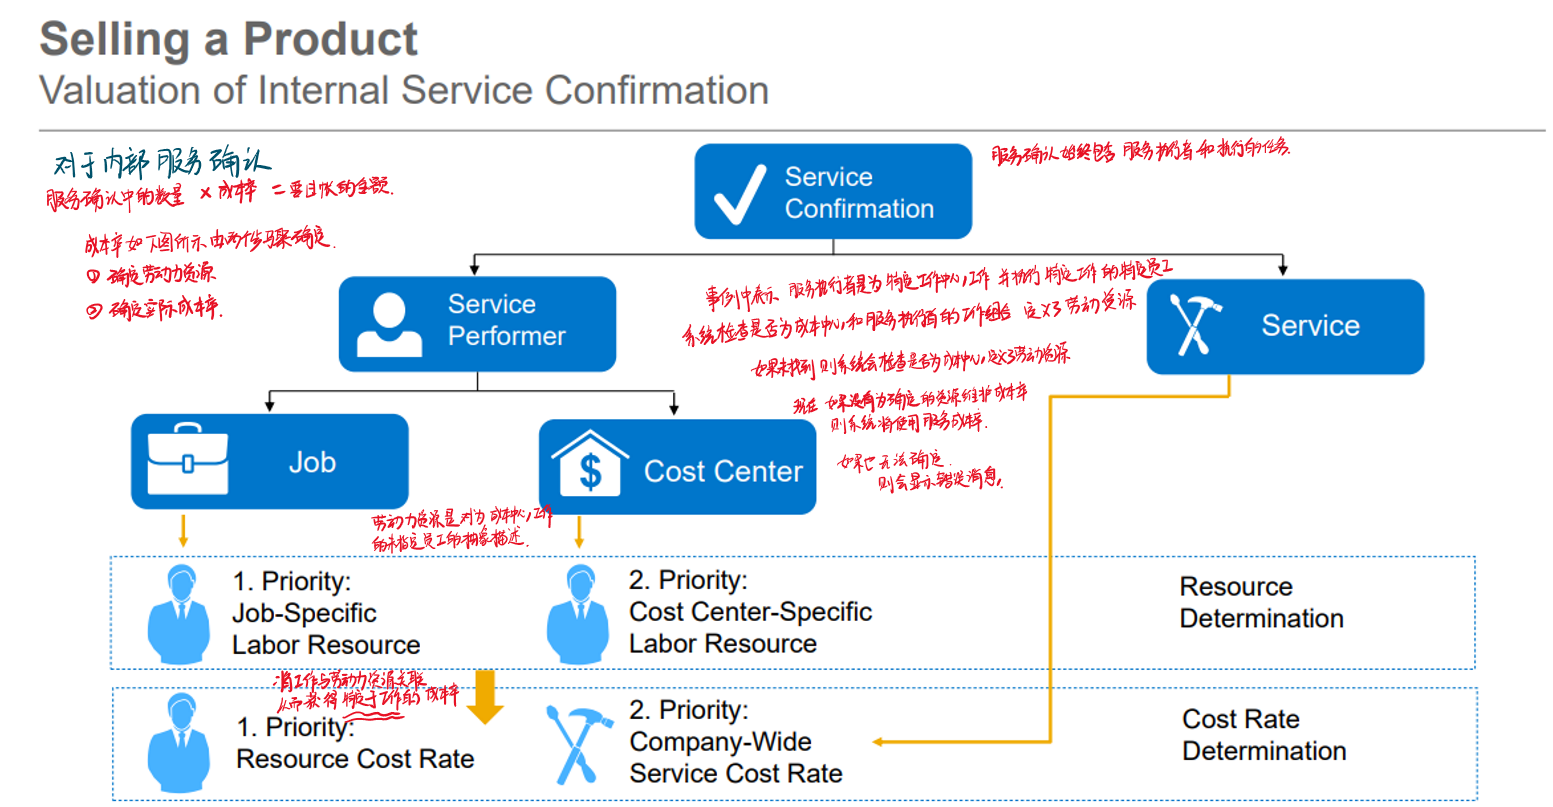 Selling a Product
Valuation of Internal Service Confirmation
对于内部服务确认
服务确认中的数量 × 成本率 = 要过帐的金额.
成本率如下图所示由两个步骤确定.
① 确定劳动力资源
② 确定实际成本率.
Service
Confirmation
服务确认始终包含 服务执行者和执行的任务.
Service
Performer
事例中表示 服务执行者是为特定工作中心,工作 并执行 特定工作的特定员工
系统检查是否为成本中心,和服务执行者的工作组合 定义了劳动资源
如果未找到 则系统会检查是否为成本中心,定义了劳动资源
现在 如果没有为确定的资源维护成本率
则系统将使用服务成本率.
如果也无法确定.
则会显示错误消息.
Service
Job
Cost Center
劳动力资源是对为 成本中心,工作
的未指定员工的抽象描述.
1. Priority:
Job-Specific
Labor Resource
2. Priority:
Cost Center-Specific
Labor Resource
Resource
Determination
将工作与劳动力资源关联
从而获得特定于工作的成本率
1. Priority:
Resource Cost Rate
2. Priority:
Company-Wide
Service Cost Rate
Cost Rate
Determination